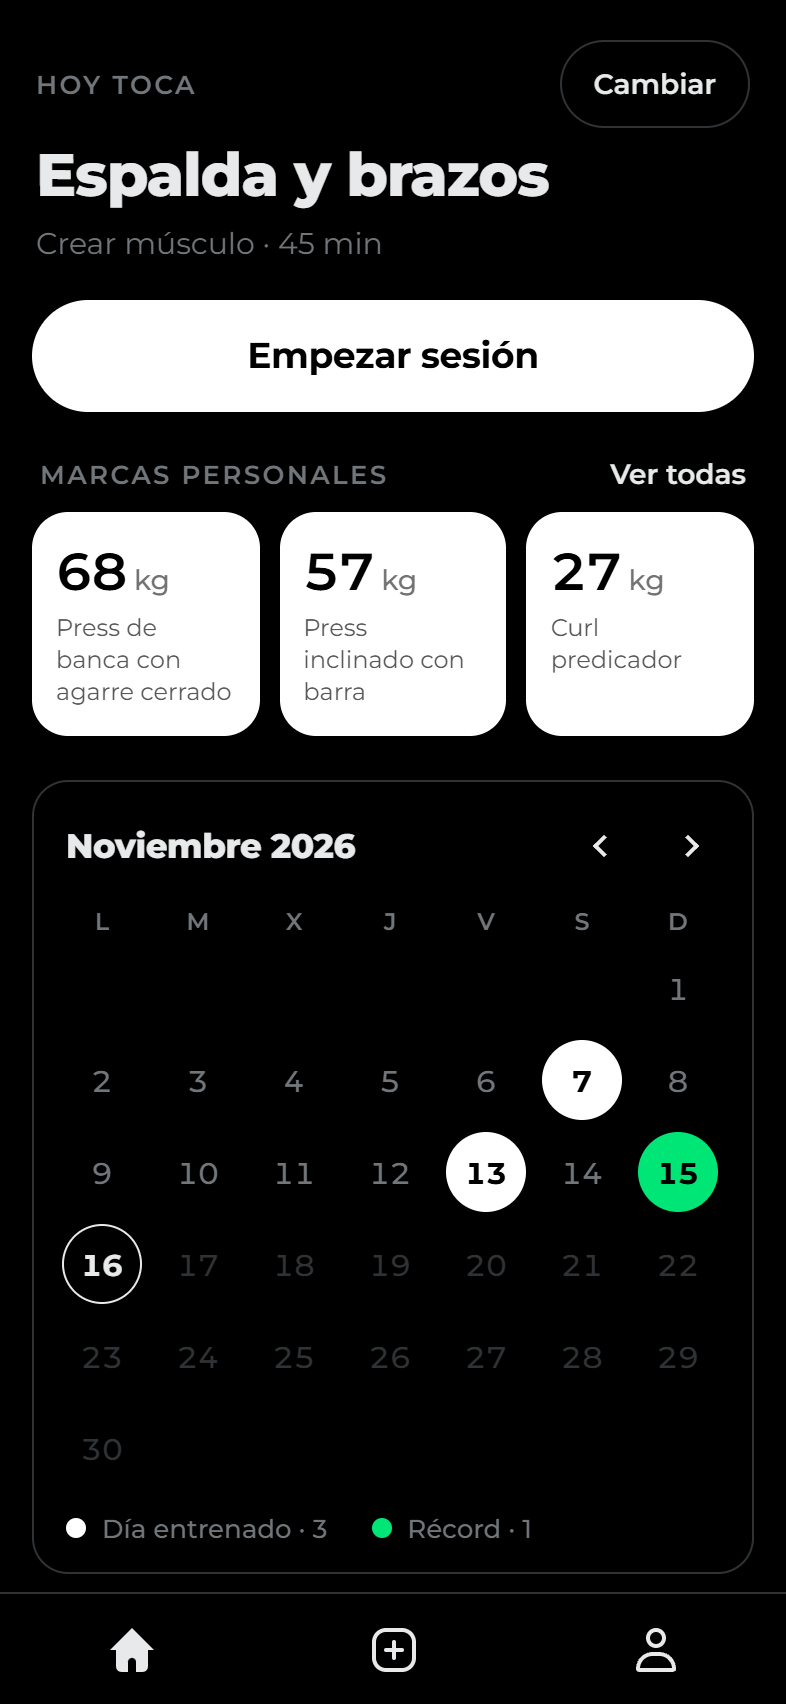 HOY TOCA
Cambiar
Espalda y brazos
Crear músculo · 45 min
Empezar sesión
MARCAS PERSONALES
Ver todas
68 kg
Press de
banca con
agarre cerrado
57 kg
Press
inclinado con
barra
27 kg
Curl
predicador
Noviembre 2026
L M X J V S D
1
2 3 4 5 6 7 8
9 10 11 12 13 14 15
16 17 18 19 20 21 22
23 24 25 26 27 28 29
30
Día entrenado · 3
Récord · 1